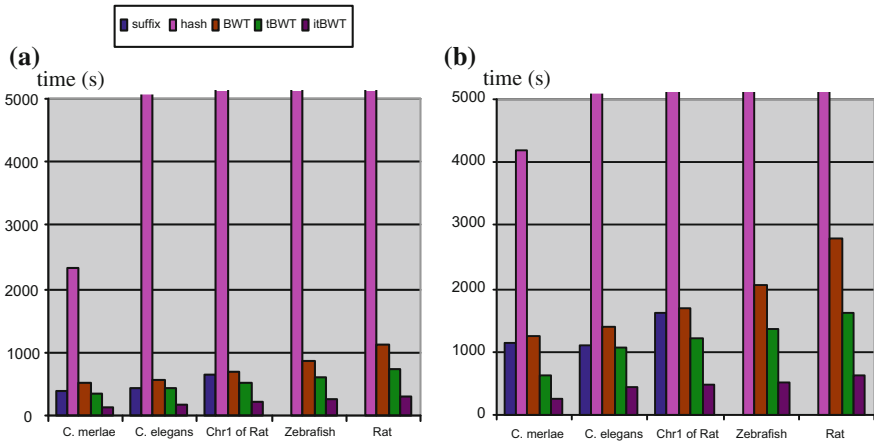 suffix hash BWT tBWT itBWT
(a)
time (s)
5000
4000
3000
2000
1000
0
C. merlae C. elegans Chr1 of Rat Zebrafish Rat
(b)
time (s)
5000
4000
3000
2000
1000
0
C. merlae C. elegans Chr1 of Rat Zebrafish Rat